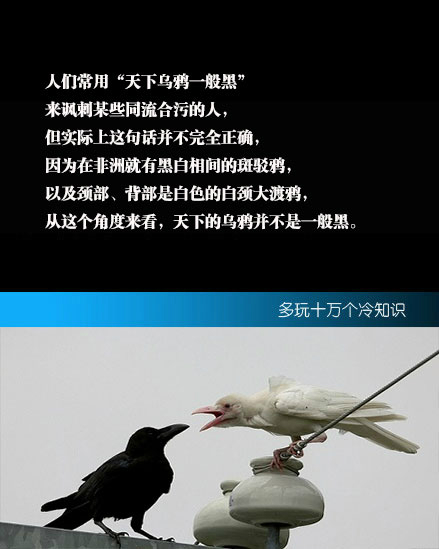 人们常用“天下乌鸦一般黑”
来讽刺某些同流合污的人，
但实际上这句话并不完全正确，
因为在非洲就有黑白相间的斑驳鸦，
以及颈部、背部是白色的白颈大渡鸦，
从这个角度来看，天下的乌鸦并不是一般黑。
多玩十万个冷知识